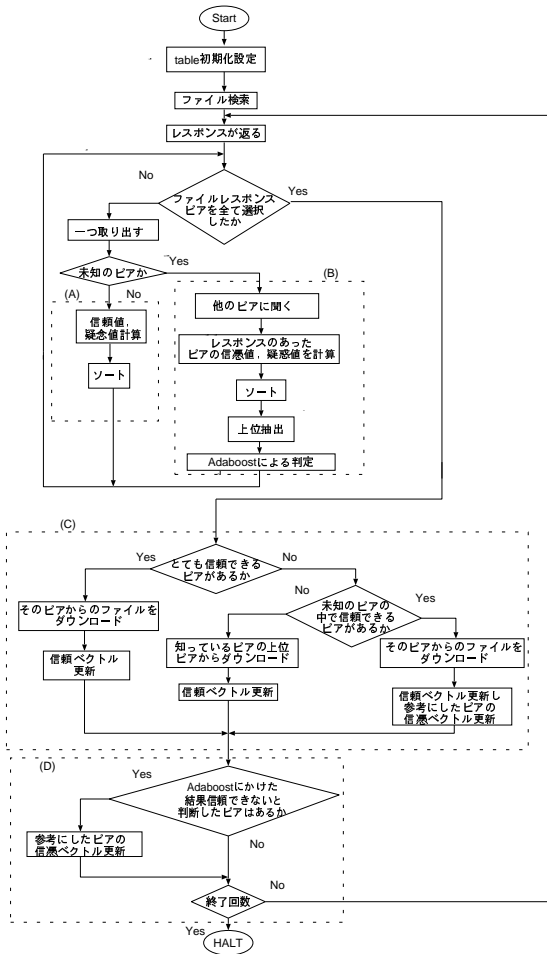 Start
table初期化設定
ファイル検索
レスポンスが返る
No
ファイルレスポンス
ピアを全て選択
したか
Yes
一つ取り出す
未知のピアか
Yes
(B)
(A)
No
信頼値,
疑念値計算
ソート
他のピアに聞く
レスポンスのあった
ピアの信憑値, 疑惑値を計算
ソート
上位抽出
Adaboostによる判定
(C)
Yes
とても信頼できる
ピアがあるか
No
そのピアからのファイルを
ダウンロード
信頼ベクトル
更新
No
未知のピアの
中で信頼できる
ピアがあるか
Yes
知っているピアの上位
ピアからダウンロード
信頼ベクトル更新
そのピアからのファイルを
ダウンロード
信頼ベクトル更新し
参考にしたピアの
信憑ベクトル更新
(D)
Yes
Adaboostにかけた
結果信頼できないと
判断したピアはあるか
参考にしたピアの
信憑ベクトル更新
No
終了回数
No
Yes
HALT